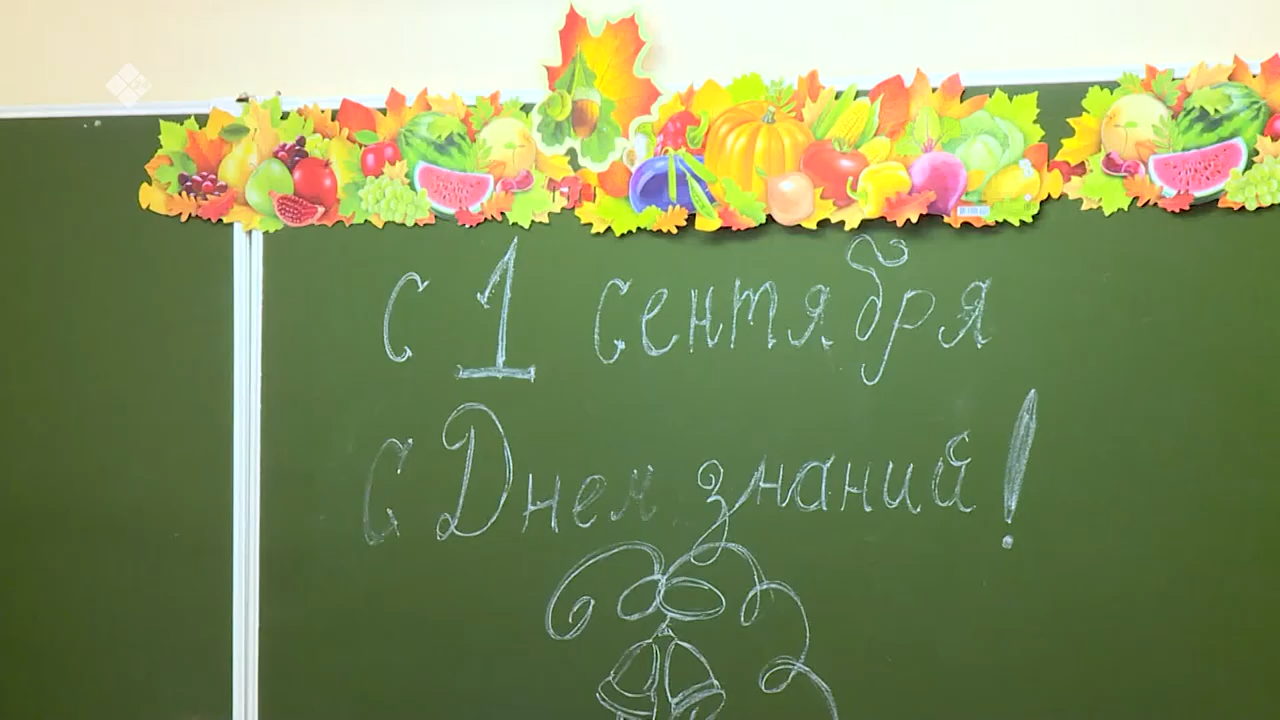 с 1 сентября
С Днем знаний!